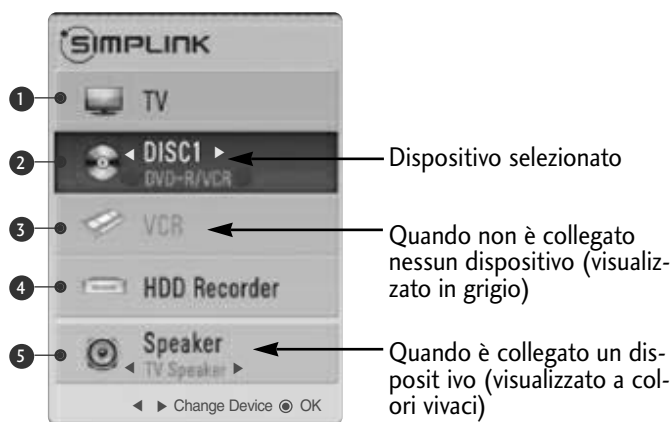 SIMPLINK
1 TV
2 DISC1
DVD-R/VCR
Dispositivo selezionato
3 VCR
Quando non è collegato
nessun dispositivo (visualiz-
zato in grigio)
4 HDD Recorder
5 Speaker
TV Speaker
Quando è collegato un dis-
posit ivo (visualizzato a col-
ori vivaci)
◀ ▶ Change Device ◉ OK